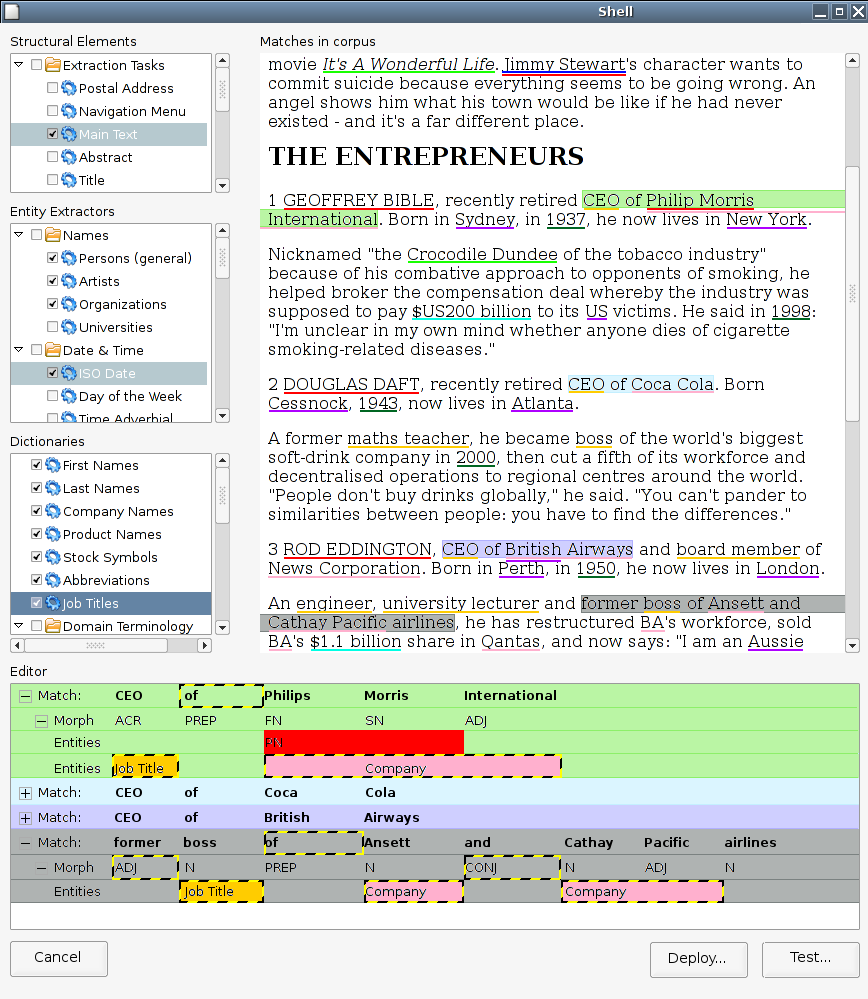 Shell
Structural Elements
Extraction Tasks
Postal Address
Navigation Menu
Main Text
Abstract
Title
Entity Extractors
Names
Persons (general)
Artists
Organizations
Universities
Date & Time
ISO Date
Day of the Week
Time Adverbial
Dictionaries
First Names
Last Names
Company Names
Product Names
Stock Symbols
Abbreviations
Job Titles
Domain Terminology
Matches in corpus
movie It's A Wonderful Life. Jimmy Stewart's character wants to
commit suicide because everything seems to be going wrong. An
angel shows him what his town would be like if he had never
existed - and it's a far different place.
THE ENTREPRENEURS
1 GEOFFREY BIBLE, recently retired CEO of Philip Morris
International. Born in Sydney, in 1937, he now lives in New York.
Nicknamed "the Crocodile Dundee of the tobacco industry"
because of his combative approach to opponents of smoking, he
helped broker the compensation deal whereby the industry was
supposed to pay $US200 billion to its US victims. He said in 1998:
"I'm unclear in my own mind whether anyone dies of cigarette
smoking-related diseases."
2 DOUGLAS DAFT, recently retired CEO of Coca Cola. Born
Cessnock, 1943, now lives in Atlanta.
A former maths teacher, he became boss of the world's biggest
soft-drink company in 2000, then cut a fifth of its workforce and
decentralised operations to regional centres around the world.
"People don't buy drinks globally," he said. "You can't pander to
similarities between people: you have to find the differences."
3 ROD EDDINGTON, CEO of British Airways and board member of
News Corporation. Born in Perth, in 1950, he now lives in London.
An engineer, university lecturer and former boss of Ansett and
Cathay Pacific airlines, he has restructured BA's workforce, sold
BA's $1.1 billion share in Qantas, and now says: "I am an Aussie
Editor
Match: CEO of Philips Morris International
Morph ACR PREP FN SN ADJ
Entities PN
Entities Job Title Company
Match: CEO of Coca Cola
Match: CEO of British Airways
Match: former boss of Ansett and Cathay Pacific airlines
Morph ADJ N PREP N CONJ N ADJ N
Entities Job Title Company Company
Cancel Deploy... Test...